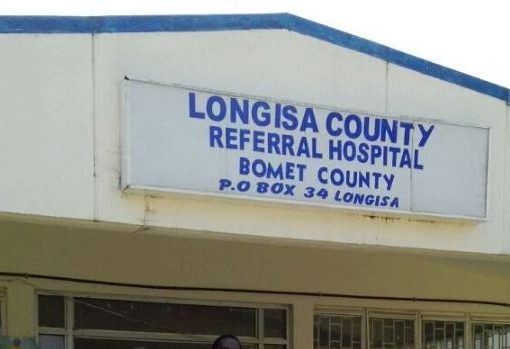 LONGISA COUNTY
REFERRAL HOSPITAL
BOMET COUNTY
P.O BOX 34 LONGISA